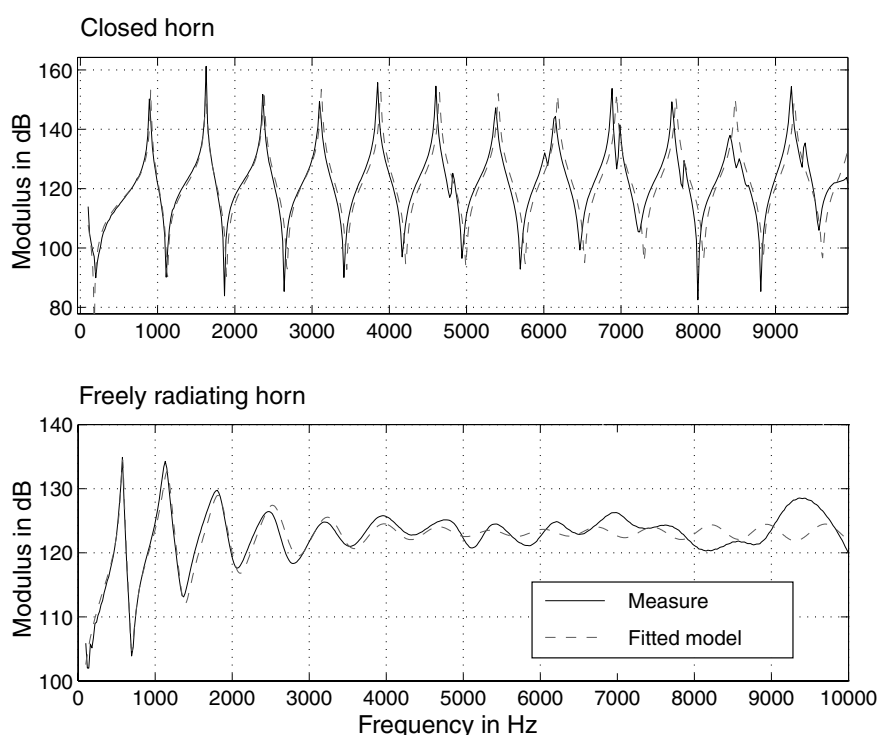 Closed horn
160
140
120
100
80
Modulus in dB
0 1000 2000 3000 4000 5000 6000 7000 8000 9000
Freely radiating horn
140
130
120
110
100
Modulus in dB
Measure
Fitted model
0 1000 2000 3000 4000 5000 6000 7000 8000 9000 10000
Frequency in Hz